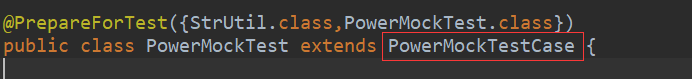 @PrepareForTest({StrUtil.class,PowerMockTest.class})
public class PowerMockTest extends PowerMockTestCase {